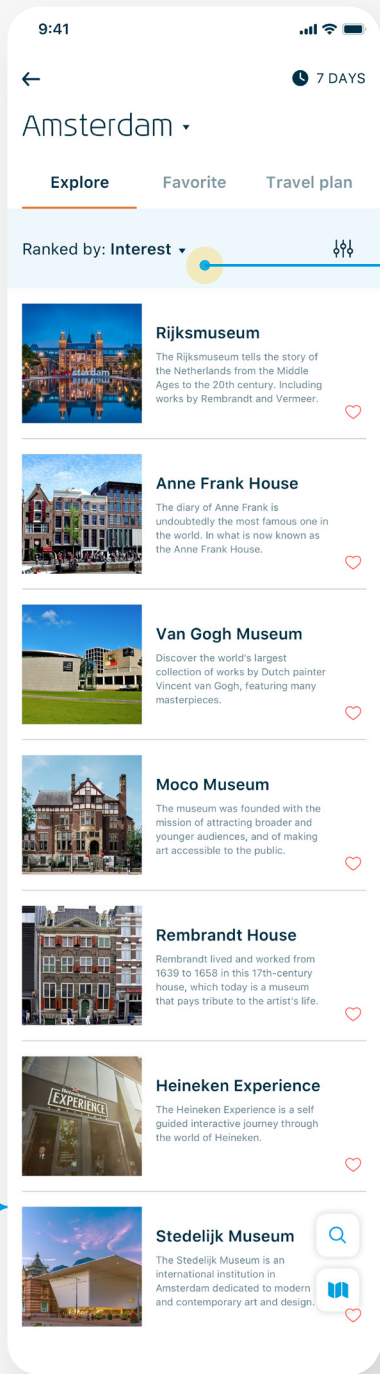 9:41
7 DAYS
Amsterdam
Explore Favorite Travel plan
Ranked by: Interest
Rijksmuseum
The Rijksmuseum tells the story of
the Netherlands from the Middle
Ages to the 20th century. Including
works by Rembrandt and Vermeer.
Anne Frank House
The diary of Anne Frank is
undoubtedly the most famous one in
the world. In what is now known as
the Anne Frank House.
Van Gogh Museum
Discover the world's largest
collection of works by Dutch painter
Vincent van Gogh, featuring many
masterpieces.
Moco Museum
The museum was founded with the
mission of attracting broader and
younger audiences, and of making
art accessible to the public.
Rembrandt House
Rembrandt lived and worked from
1639 to 1658 in this 17th-century
house, which today is a museum
that pays tribute to the artist's life.
EXPERIENCE
Heineken Experience
The Heineken Experience is a self
guided interactive journey through
the world of Heineken.
Stedelijk Museum
The Stedelijk Museum is an
international institution in
Amsterdam dedicated to modern
and contemporary art and design.